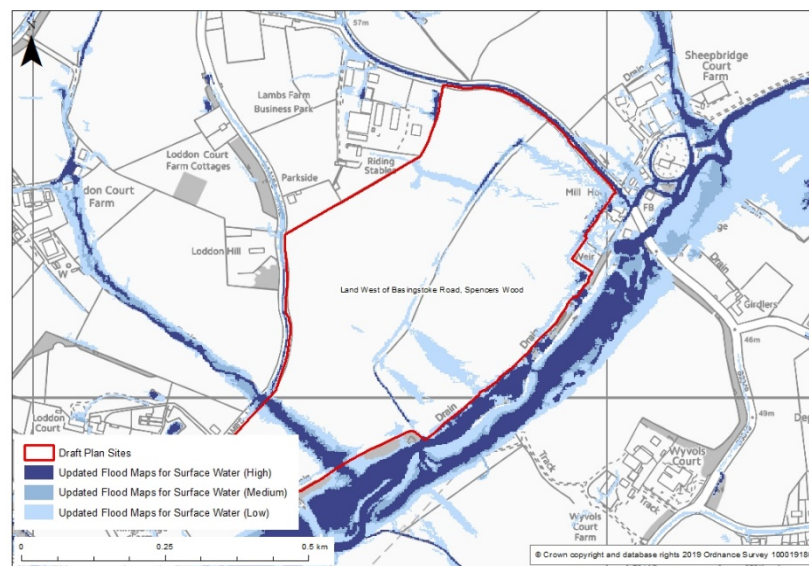 N
57m
Drain
Sheepbridge
Court
Farm
Lambs Farm
Business Park
Loddon Court
Farm Cottages
Riding
Stables
Parkside
Mill
FB
Court
Farm
W
Loddon Hill
Weir
Land West of Basingstoke Road, Spencers Wood
Drain
Girdlers
Drain
46m
Loddon
Court
Drain
49m
Track
Wyvols
Court
Track
Wyvols
Court
Farm
Draft Plan Sites
Updated Flood Maps for Surface Water (High)
Updated Flood Maps for Surface Water (Medium)
Updated Flood Maps for Surface Water (Low)
0 0.25 0.5 km
© Crown copyright and database rights 2019 Ordnance Survey 10001918